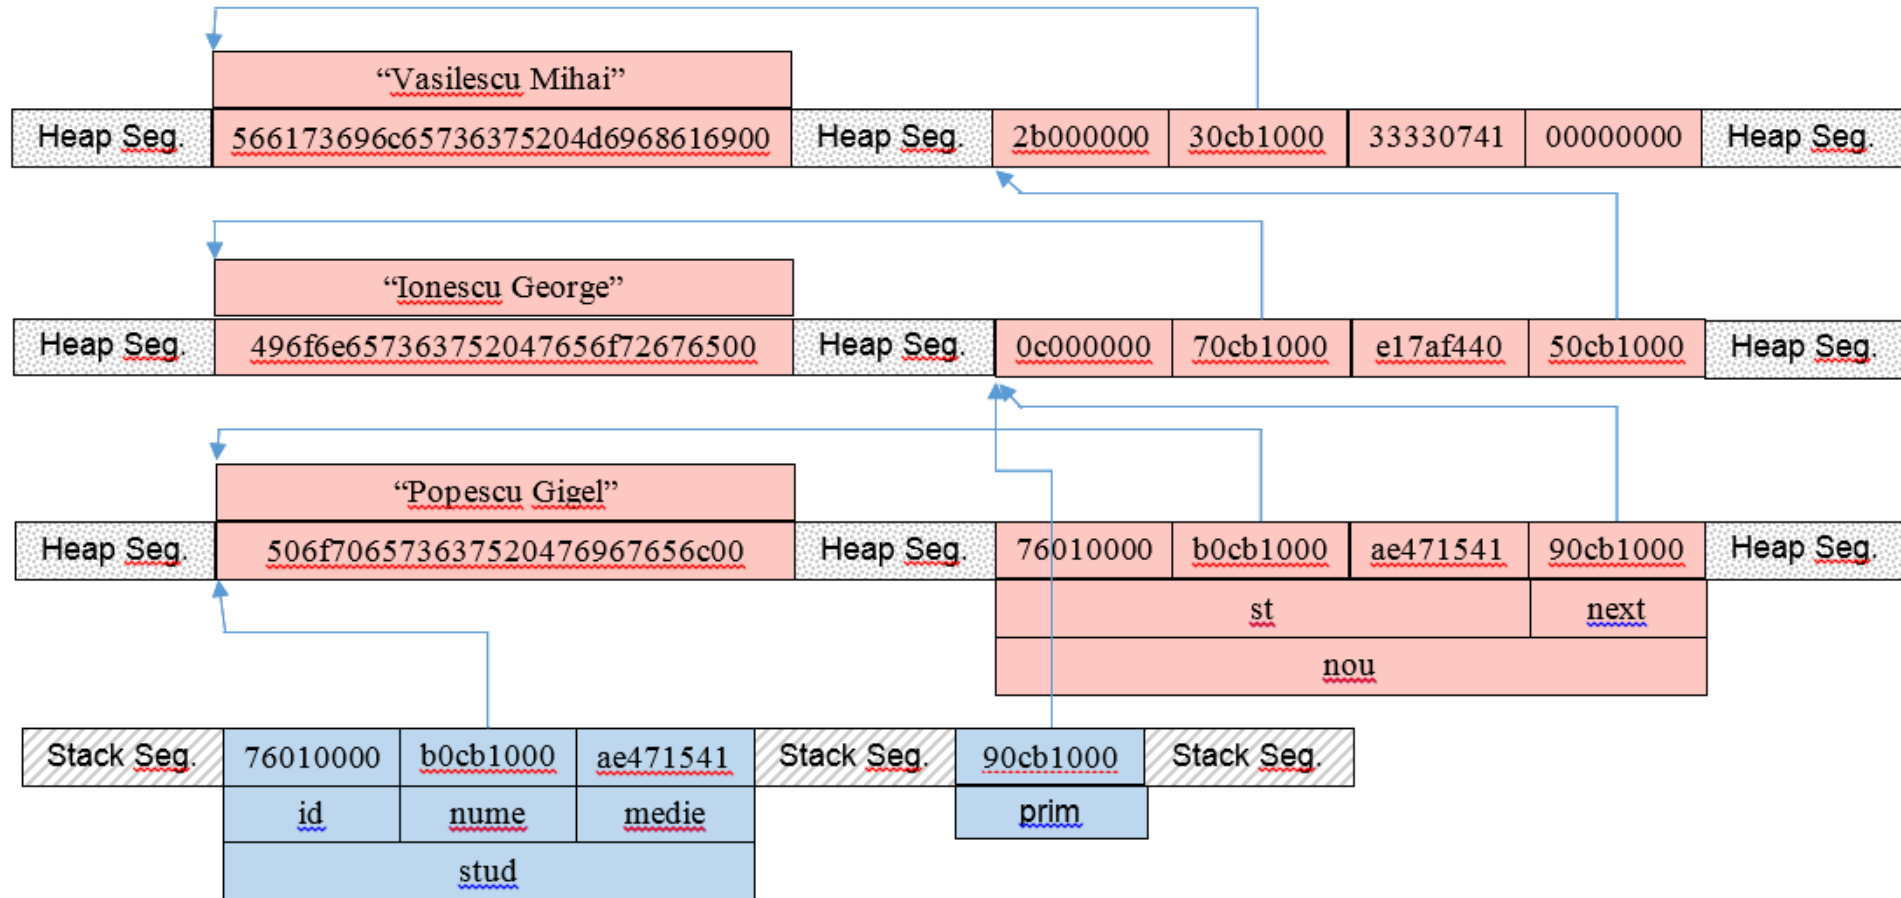 “Vasilescu Mihai”
Heap Seg. 566173696c65736375204d6968616900 Heap Seg. 2b000000 30cb1000 33330741 00000000 Heap Seg.
“Ionescu George”
Heap Seg. 496f6e657363752047656f72676500 Heap Seg. 0c000000 70cb1000 e17af440 50cb1000 Heap Seg.
“Popescu Gigel”
Heap Seg. 506f706573637520476967656c00 Heap Seg. 76010000 b0cb1000 ae471541 90cb1000 Heap Seg.
st next
nou
Stack Seg. 76010000 b0cb1000 ae471541 Stack Seg. 90cb1000 Stack Seg.
id nume medie prim
stud